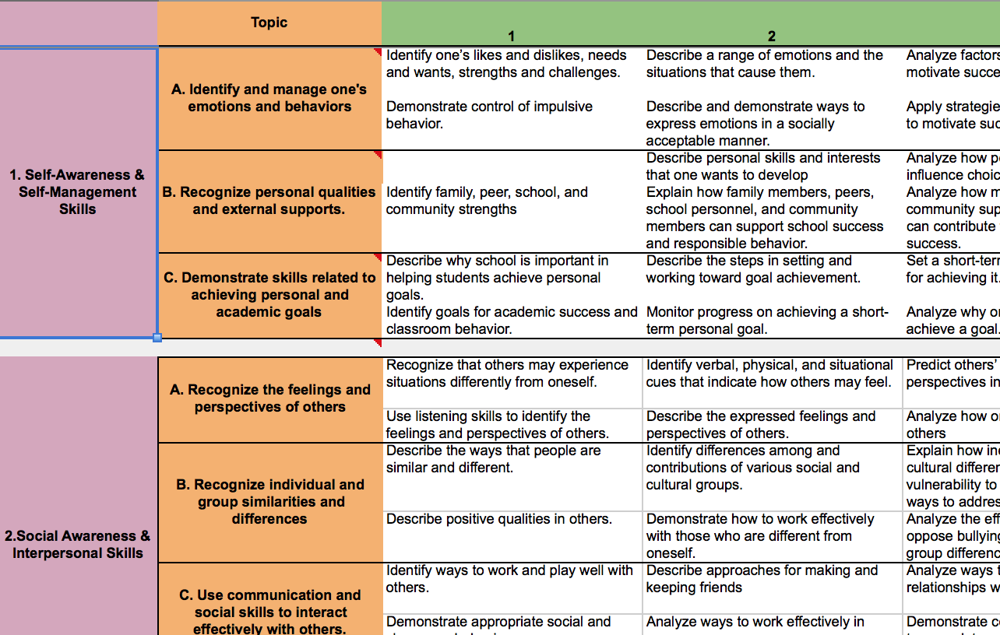 Topic
1
2
1. Self-Awareness &
Self-Management
Skills
A. Identify and manage one's
emotions and behaviors
Identify one’s likes and dislikes, needs
and wants, strengths and challenges.
Demonstrate control of impulsive
behavior.
Describe a range of emotions and the
situations that cause them.
Describe and demonstrate ways to
express emotions in a socially
acceptable manner.
Analyze factors
motivate succe
Apply strategie
to motivate suc
B. Recognize personal qualities
and external supports.
Identify family, peer, school, and
community strengths
Describe personal skills and interests
that one wants to develop
Explain how family members, peers,
school personnel, and community
members can support school success
and responsible behavior.
Analyze how pe
influence choic
Analyze how m
community sup
can contribute
success.
C. Demonstrate skills related to
achieving personal and
academic goals
Describe why school is important in
helping students achieve personal
goals.
Identify goals for academic success and
classroom behavior.
Describe the steps in setting and
working toward goal achievement.
Monitor progress on achieving a short-
term personal goal.
Set a short-term
for achieving it.
Analyze why on
achieve a goal.
2.Social Awareness &
Interpersonal Skills
A. Recognize the feelings and
perspectives of others
Recognize that others may experience
situations differently from oneself.
Identify verbal, physical, and situational
cues that indicate how others may feel.
Predict others’
perspectives in
Use listening skills to identify the
feelings and perspectives of others.
Describe the expressed feelings and
perspectives of others.
Analyze how on
others
B. Recognize individual and
group similarities and
differences
Describe the ways that people are
similar and different.
Identify differences among and
contributions of various social and
cultural groups.
Explain how ind
cultural differen
vulnerability to
ways to addres
Describe positive qualities in others.
Demonstrate how to work effectively
with those who are different from
oneself.
Analyze the eff
oppose bullying
group differenc
C. Use communication and
social skills to interact
effectively with others.
Identify ways to work and play well with
others.
Describe approaches for making and
keeping friends
Analyze ways t
relationships w
Demonstrate appropriate social and
Analyze ways to work effectively in
Demonstrate co